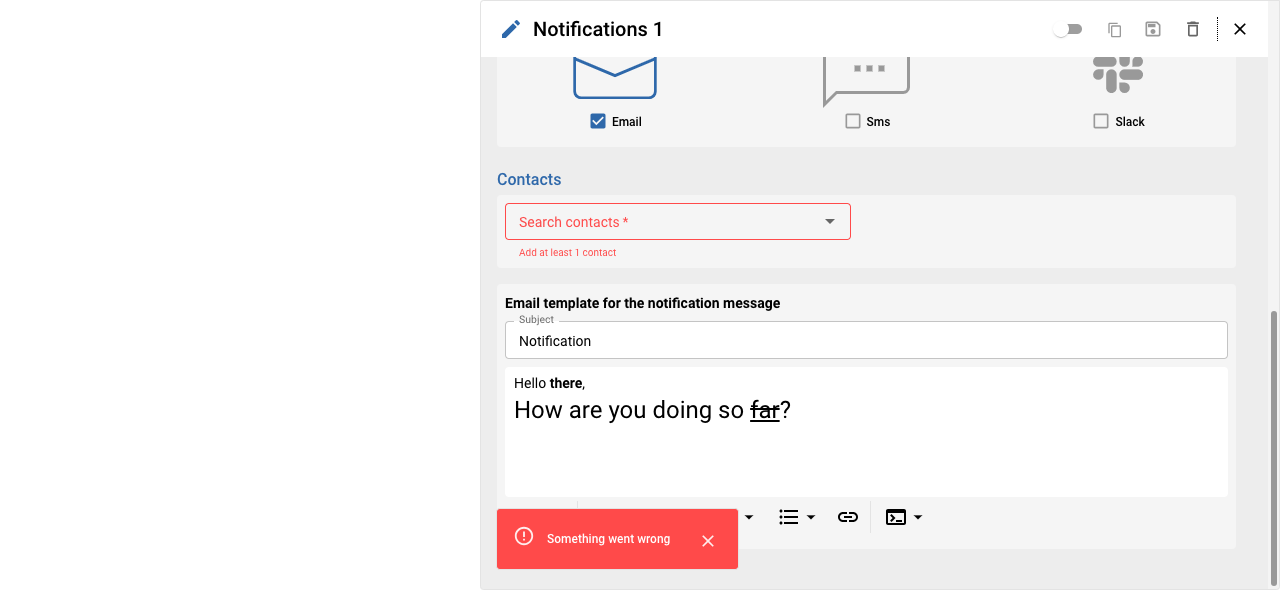 Notifications 1
Email
Sms
Slack
Contacts
Search contacts *
Add at least 1 contact
Email template for the notification message
Subject
Notification
Hello there,
How are you doing so far?
Something went wrong